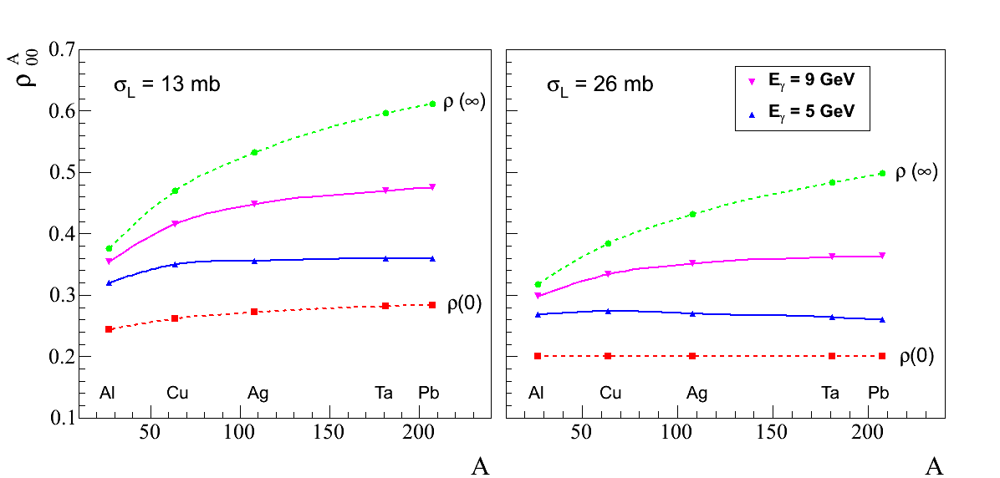 ρ^A_00
0.7
0.6
0.5
0.4
0.3
0.2
0.1
σ_L = 13 mb
ρ (∞)
ρ(0)
Al Cu Ag Ta Pb
50 100 150 200
A
σ_L = 26 mb
E_γ = 9 GeV
E_γ = 5 GeV
ρ (∞)
ρ(0)
Al Cu Ag Ta Pb
50 100 150 200
A